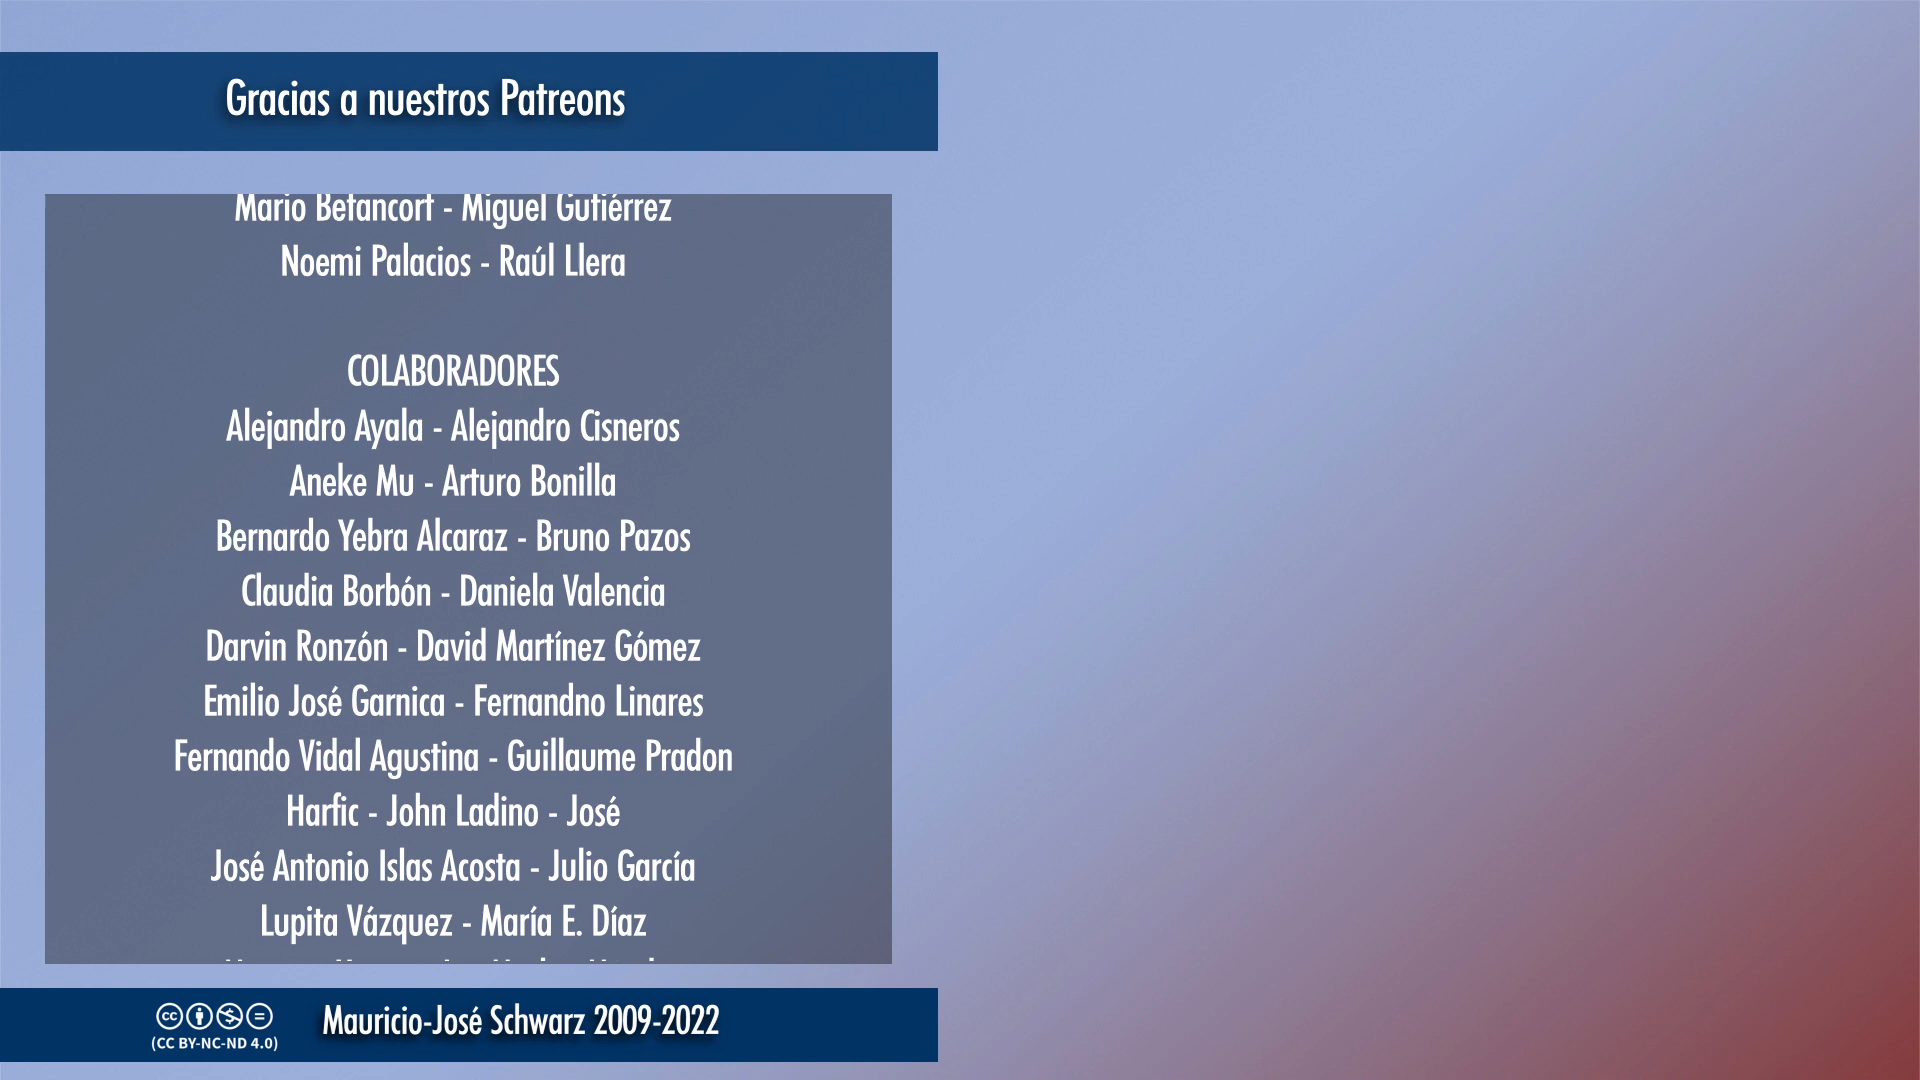 Gracias a nuestros Patreons
Mario Betancort - Miguel Gutiérrez
Noemi Palacios - Raúl Llera
COLABORADORES
Alejandro Ayala - Alejandro Cisneros
Aneke Mu - Arturo Bonilla
Bernardo Yebra Alcaraz - Bruno Pazos
Claudia Borbón - Daniela Valencia
Darvin Ronzón - David Martínez Gómez
Emilio José Garnica - Fernandno Linares
Fernando Vidal Agustina - Guillaume Pradon
Harfic - John Ladino - José
José Antonio Islas Acosta - Julio García
Lupita Vázquez - María E. Díaz
Mauricio-José Schwarz 2009-2022
(CC BY-NC-ND 4.0)